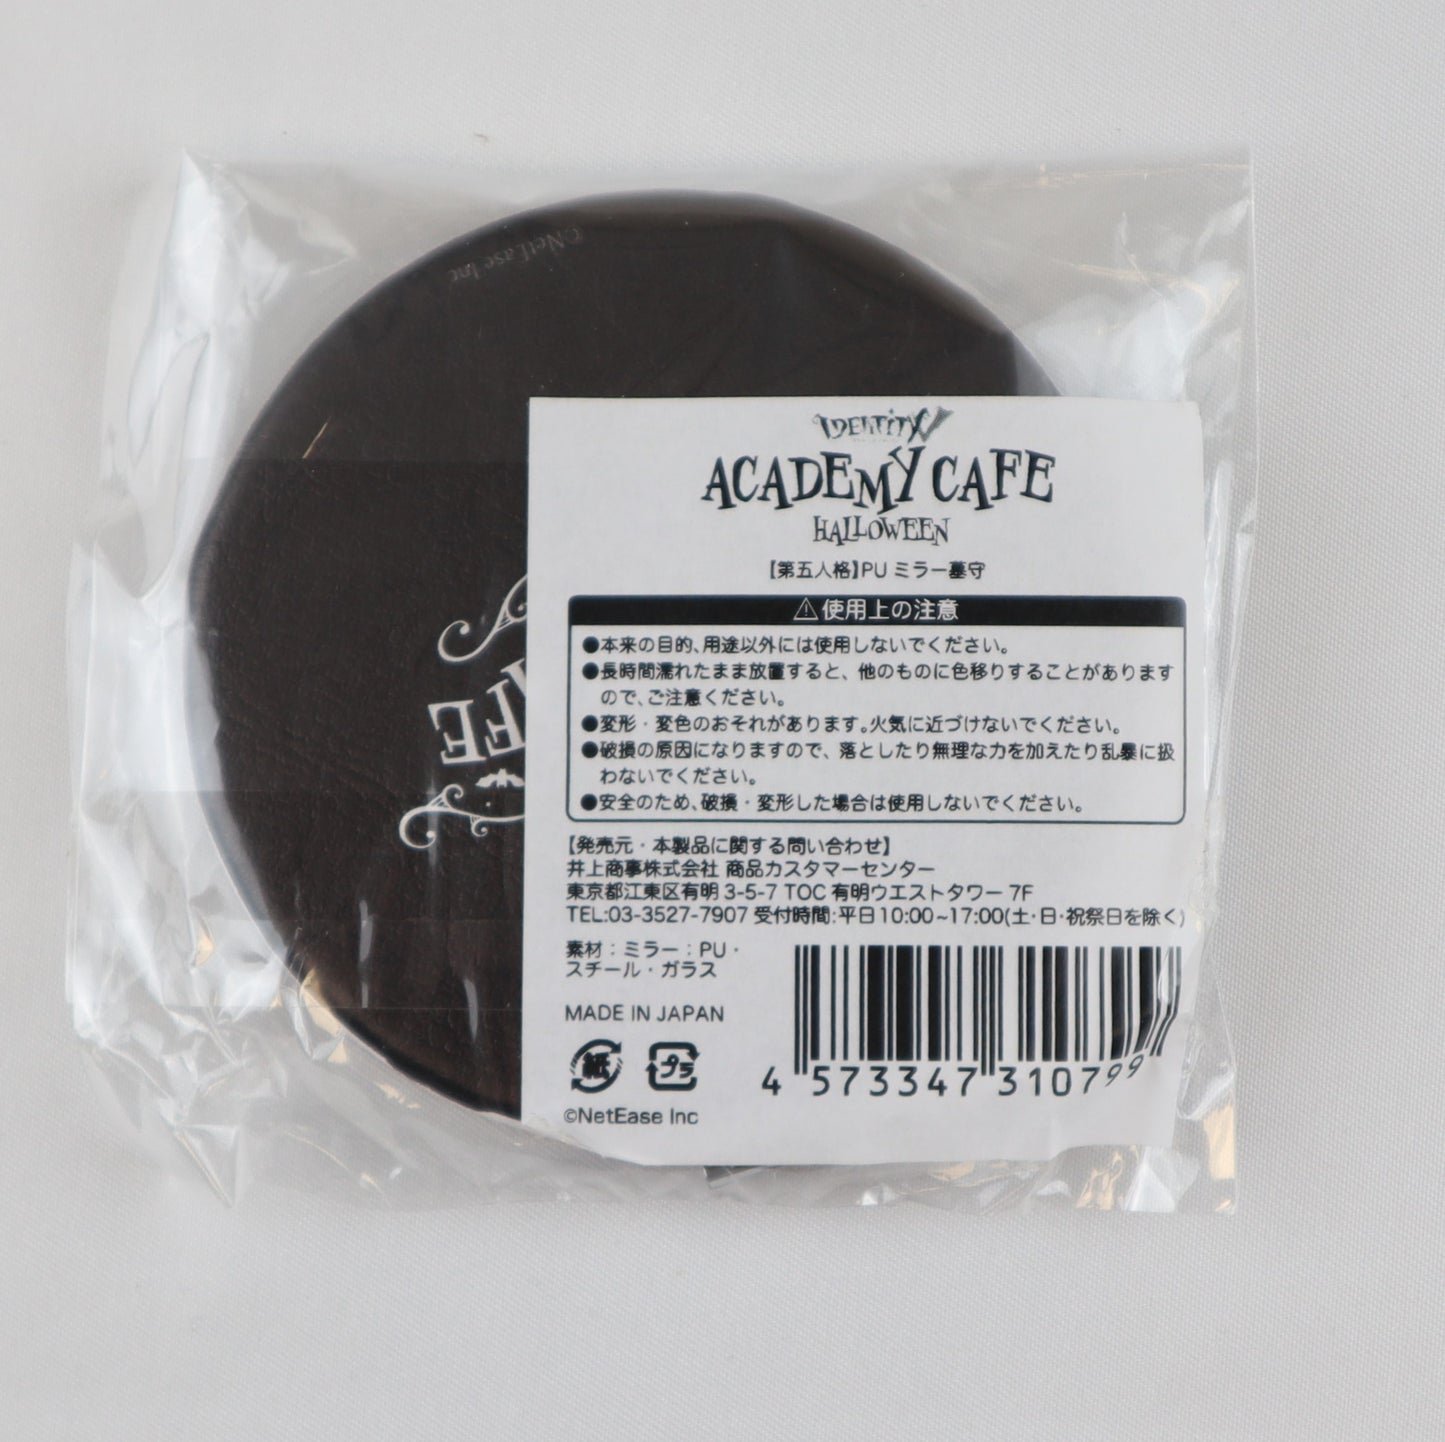 ©NetEase Inc
IDENTITY V
ACADEMY CAFE
HALLOWEEN
【第五人格】PU ミラー墓守
⚠使用上の注意
●本来の目的、用途以外には使用しないでください。
●長時間濡れたまま放置すると、他のものに色移りすることがあります
ので、ご注意ください。
●変形・変色のおそれがあります。火気に近づけないでください。
●破損の原因になりますので、落としたり無理な力を加えたり乱暴に扱
わないでください。
●安全のため、破損・変形した場合は使用しないでください。
【発売元・本製品に関する問い合わせ】
井上商事株式会社 商品カスタマーセンター
東京都江東区有明 3-5-7 TOC 有明ウエストタワー 7F
TEL:03-3527-7907 受付時間:平日10:00~17:00(土・日・祝祭日を除く)
素材：ミラー：PU・
スチール・ガラス
MADE IN JAPAN
紙 プラ
4 573347 310799
©NetEase Inc